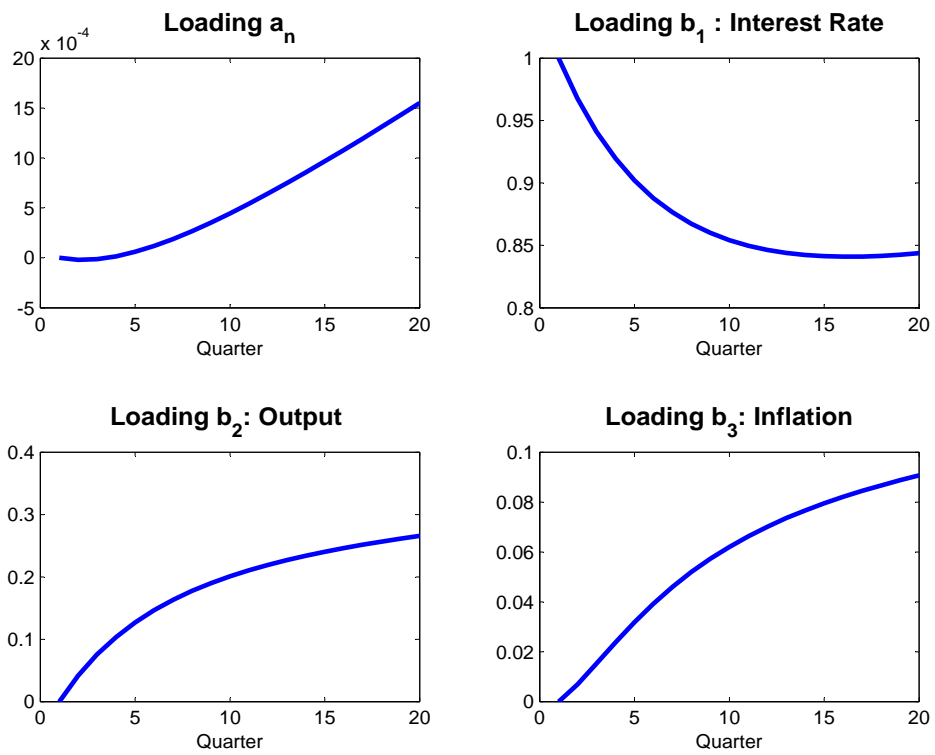 Loading a_n
x 10^-4
20
15
10
5
0
-5
0 5 10 15 20
Quarter
Loading b_1 : Interest Rate
1
0.95
0.9
0.85
0.8
0 5 10 15 20
Quarter
Loading b_2: Output
0.4
0.3
0.2
0.1
0
0 5 10 15 20
Quarter
Loading b_3: Inflation
0.1
0.08
0.06
0.04
0.02
0
0 5 10 15 20
Quarter